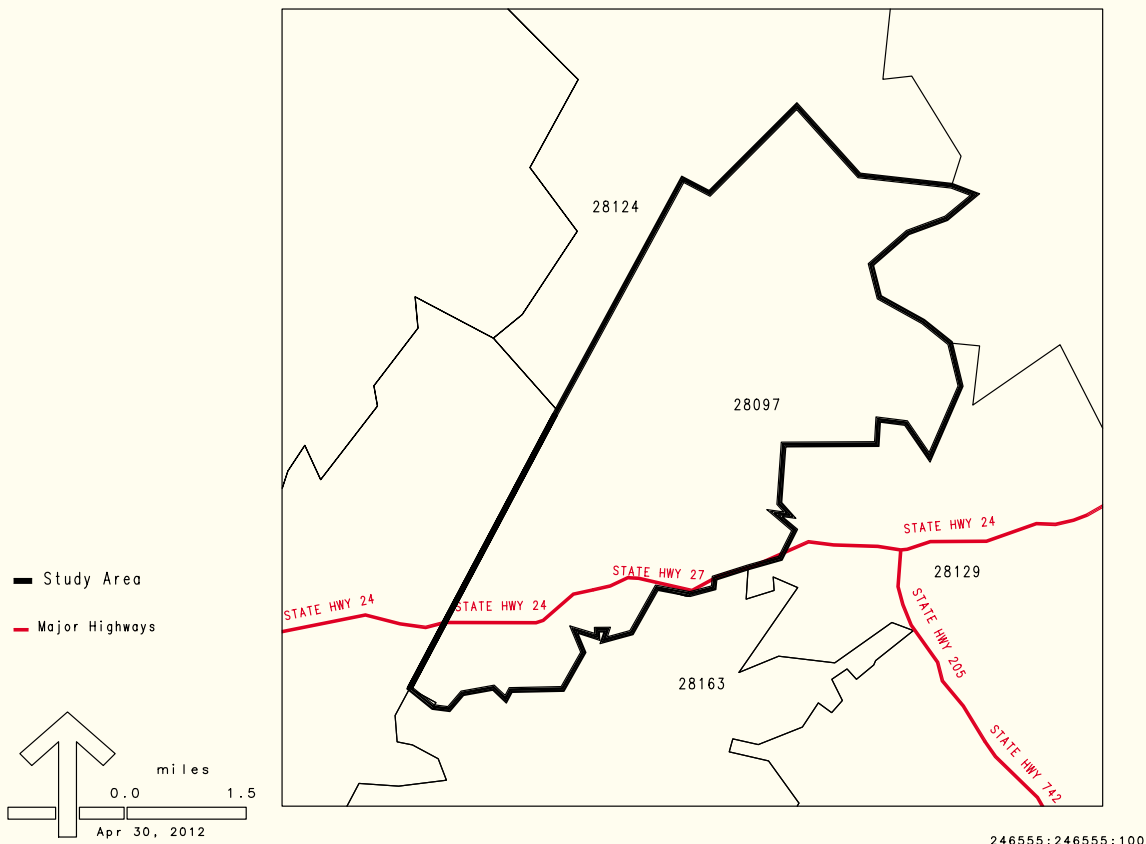 28124
28097
STATE HWY 24
28129
STATE HWY 27
STATE HWY 24
STATE HWY 24
STATE HWY 205
28163
STATE HWY 742
Study Area
Major Highways
miles
0.0 1.5
Apr 30, 2012
246555:246555:100